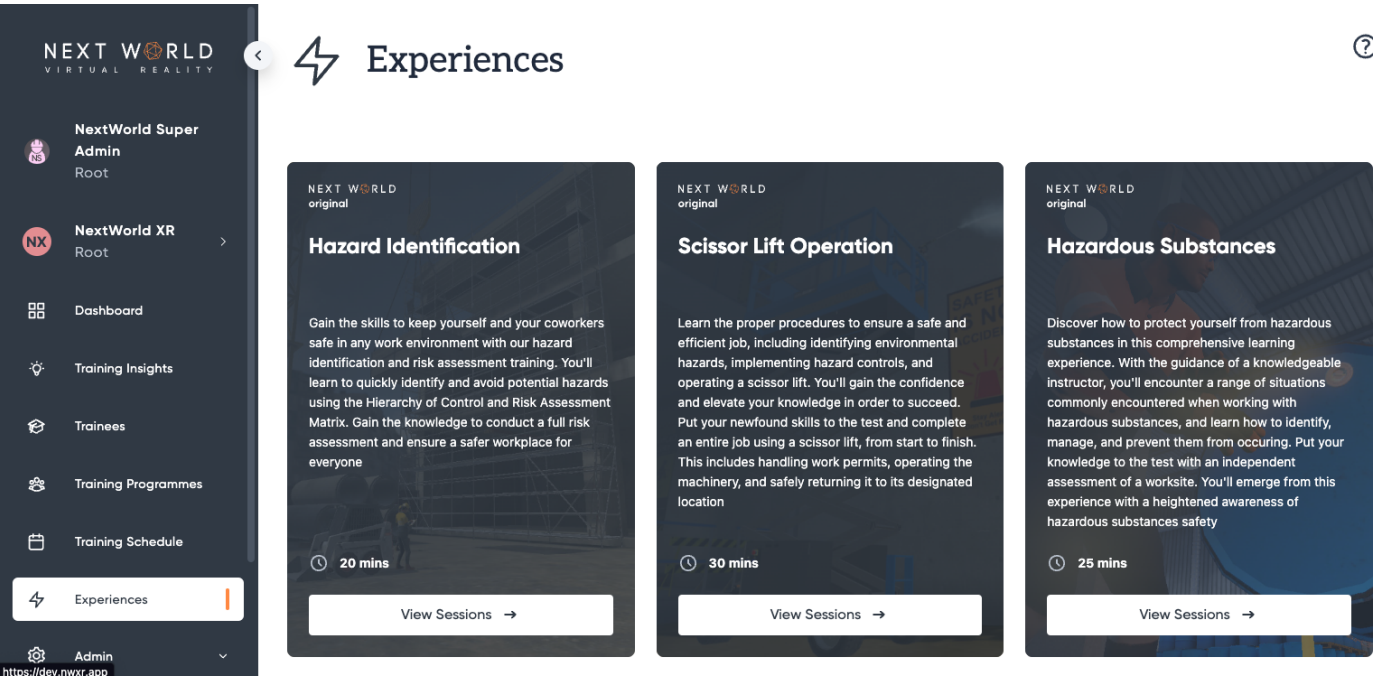 NEXT WORLD
VIRTUAL REALITY
NextWorld Super
Admin
Root
NS
NX
NextWorld XR
Root
Dashboard
Training Insights
Trainees
Training Programmes
Training Schedule
Experiences
Admin
https://dev.nwxr.app
Experiences
?
NEXT WORLD
original
Hazard Identification
Gain the skills to keep yourself and your coworkers
safe in any work environment with our hazard
identification and risk assessment training. You'll
learn to quickly identify and avoid potential hazards
using the Hierarchy of Control and Risk Assessment
Matrix. Gain the knowledge to conduct a full risk
assessment and ensure a safer workplace for
everyone
20 mins
View Sessions →
NEXT WORLD
original
Scissor Lift Operation
Learn the proper procedures to ensure a safe and
efficient job, including identifying environmental
hazards, implementing hazard controls, and
operating a scissor lift. You'll gain the confidence
and elevate your knowledge in order to succeed.
Put your newfound skills to the test and complete
an entire job using a scissor lift, from start to finish.
This includes handling work permits, operating the
machinery, and safely returning it to its designated
location
30 mins
View Sessions →
NEXT WORLD
original
Hazardous Substances
Discover how to protect yourself from hazardous
substances in this comprehensive learning
experience. With the guidance of a knowledgeable
instructor, you'll encounter a range of situations
commonly encountered when working with
hazardous substances, and learn how to identify,
manage, and prevent them from occuring. Put your
knowledge to the test with an independent
assessment of a worksite. You'll emerge from this
experience with a heightened awareness of
hazardous substances safety
25 mins
View Sessions →